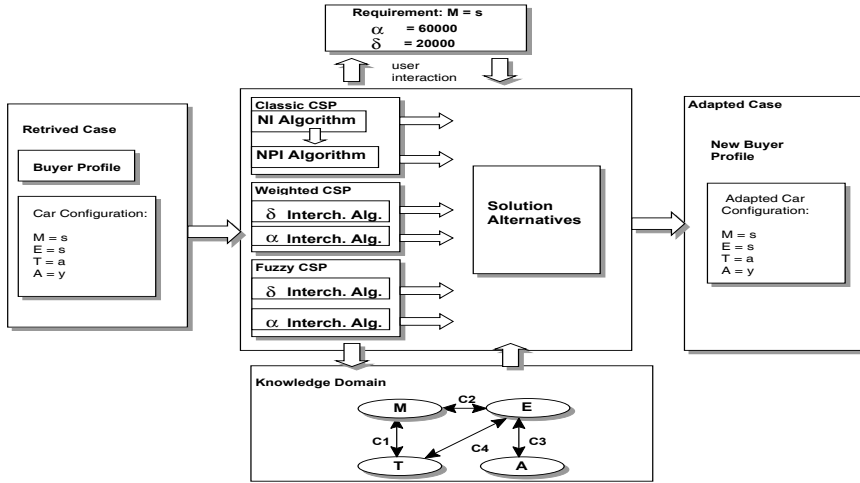 Requirement: M = s
α = 60000
δ = 20000
user
interaction
Retrived Case
Buyer Profile
Car Configuration:
M = s
E = s
T = a
A = y
Classic CSP
NI Algorithm
NPI Algorithm
Weighted CSP
δ Interch. Alg.
α Interch. Alg.
Fuzzy CSP
δ Interch. Alg.
α Interch. Alg.
Solution
Alternatives
Adapted Case
New Buyer
Profile
Adapted Car
Configuration:
M = s
E = s
T = a
A = y
Knowledge Domain
M
C2
E
C1
C4
C3
T
A